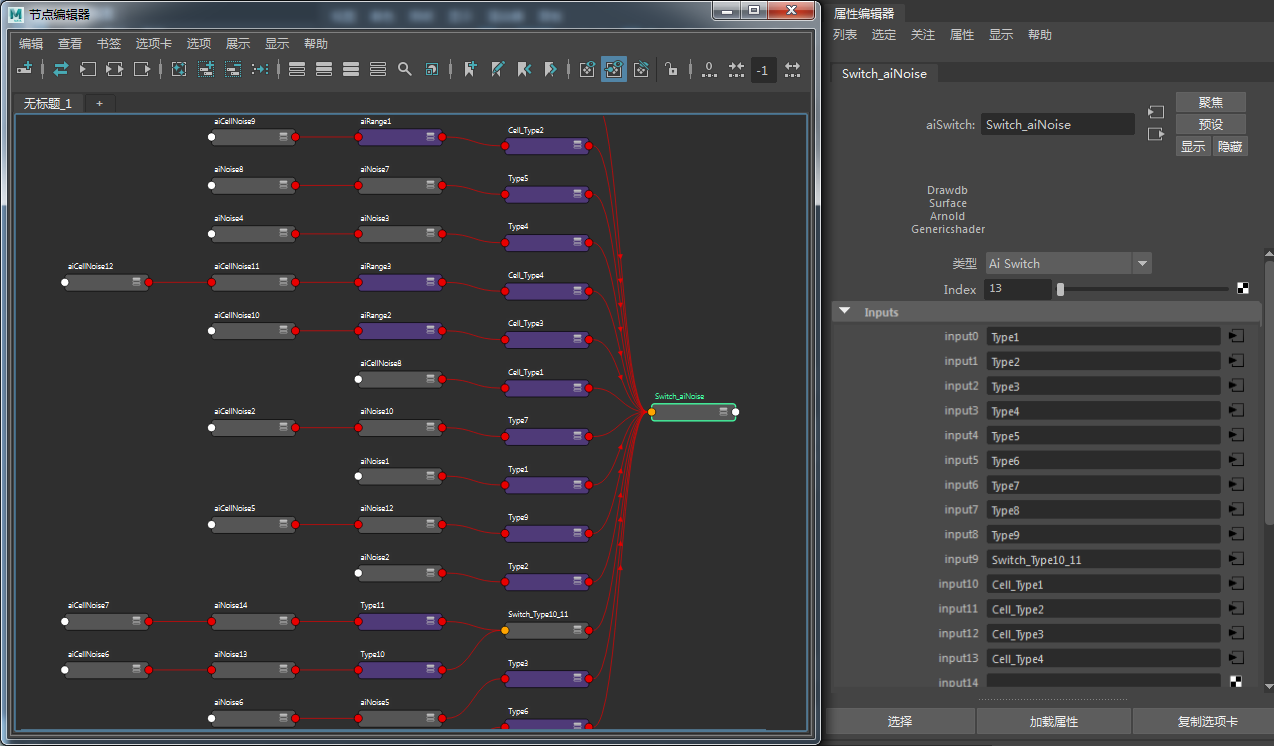 节点编辑器
编辑 查看 书签 选项卡 选项 展示 显示 帮助
0 -1
无标题_1 +
aiCellNoise9 aiRange1 Cell_Type2
aiNoise8 aiNoise7 Type5
aiNoise4 aiNoise3 Type4
aiCellNoise12 aiCellNoise11 aiRange3 Cell_Type4
aiCellNoise10 aiRange2 Cell_Type3
aiCellNoise8 Cell_Type1
Switch_aiNoise
aiCellNoise2 aiNoise10 Type7
aiNoise1 Type1
aiCellNoise5 aiNoise12 Type9
aiNoise2 Type2
aiCellNoise7 aiNoise14 Type11 Switch_Type10_11
aiCellNoise6 aiNoise13 Type10 Type3
aiNoise6 aiNoise5 Type6
属性编辑器
列表 选定 关注 属性 显示 帮助
Switch_aiNoise
aiSwitch: Switch_aiNoise
聚焦
预设
显示 隐藏
Drawdb
Surface
Arnold
Genericshader
类型 Ai Switch
Index 13
Inputs
input0 Type1
input1 Type2
input2 Type3
input3 Type4
input4 Type5
input5 Type6
input6 Type7
input7 Type8
input8 Type9
input9 Switch_Type10_11
input10 Cell_Type1
input11 Cell_Type2
input12 Cell_Type3
input13 Cell_Type4
input14
选择 加载属性 复制选项卡